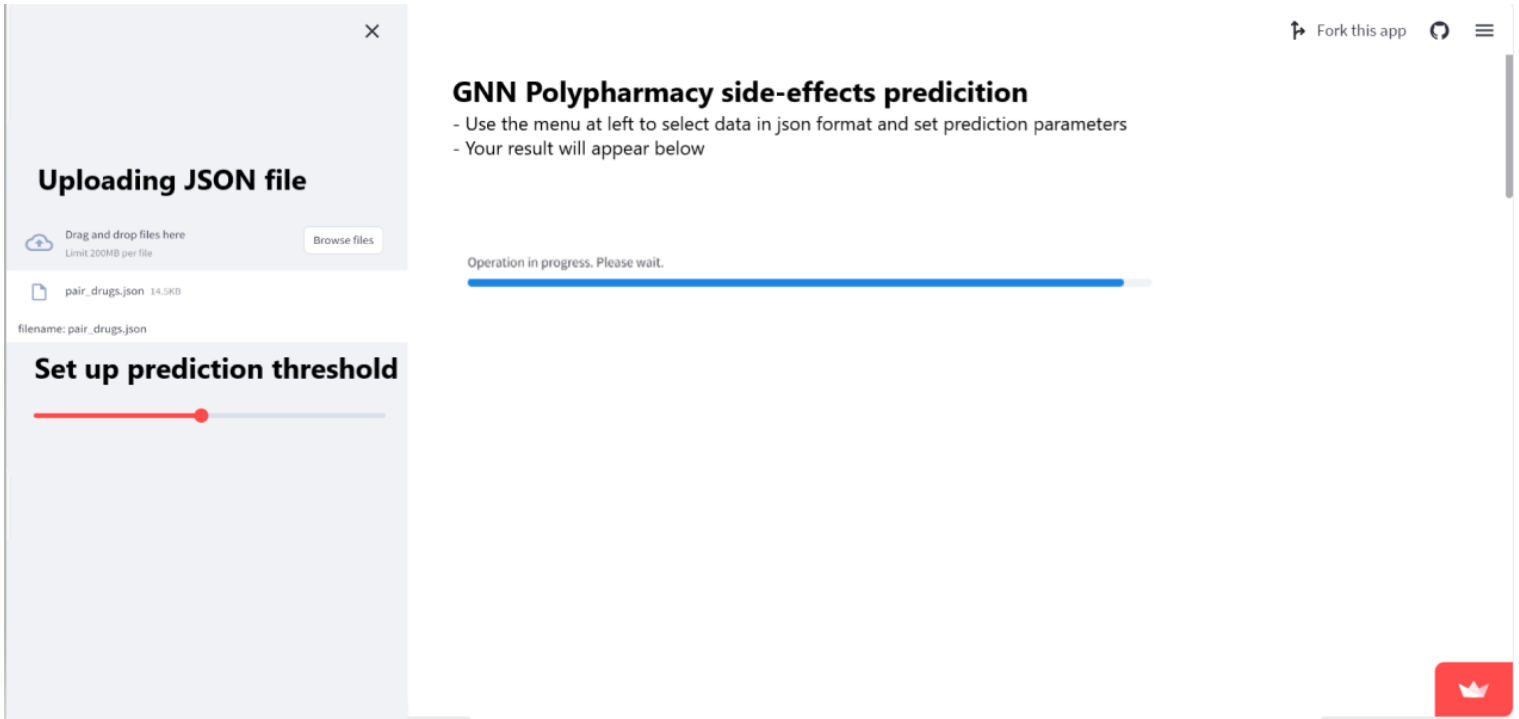 Fork this app
Uploading JSON file
Drag and drop files here
Limit 200MB per file
Browse files
pair_drugs.json 14.5KB
filename: pair_drugs.json
Set up prediction threshold
GNN Polypharmacy side-effects predicition
- Use the menu at left to select data in json format and set prediction parameters
- Your result will appear below
Operation in progress. Please wait.